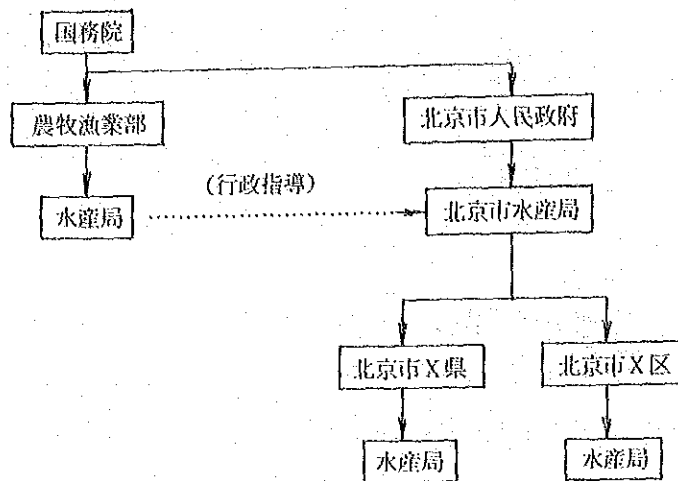 国務院
農牧漁業部
北京市人民政府
(行政指導)
水産局
北京市水産局
北京市X県
北京市X区
水産局
水産局